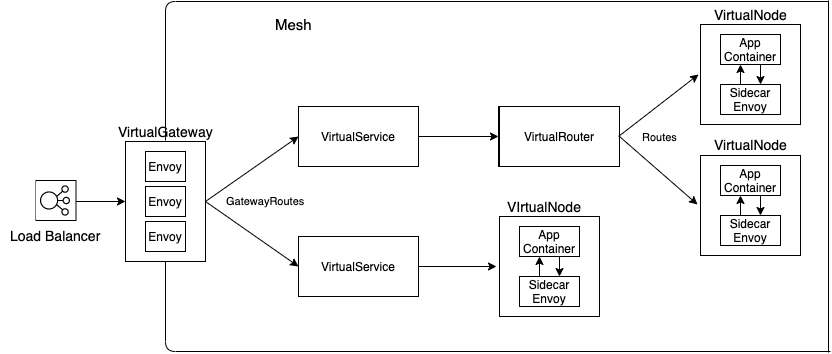 Mesh
VirtualNode
App
Container
Sidecar
Envoy
VirtualGateway
Envoy
Envoy
Envoy
Load Balancer
GatewayRoutes
VirtualService
VirtualRouter
Routes
VirtualNode
App
Container
Sidecar
Envoy
VirtualService
VIrtualNode
App
Container
Sidecar
Envoy